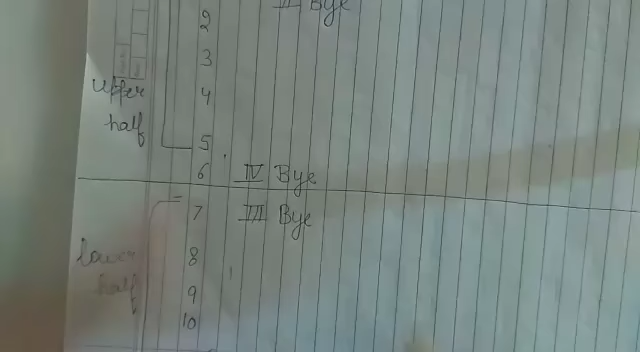 II Bye
2
3
4
upper
half
5
6 IV Bye
7 III Bye
lower
half
8
9
10